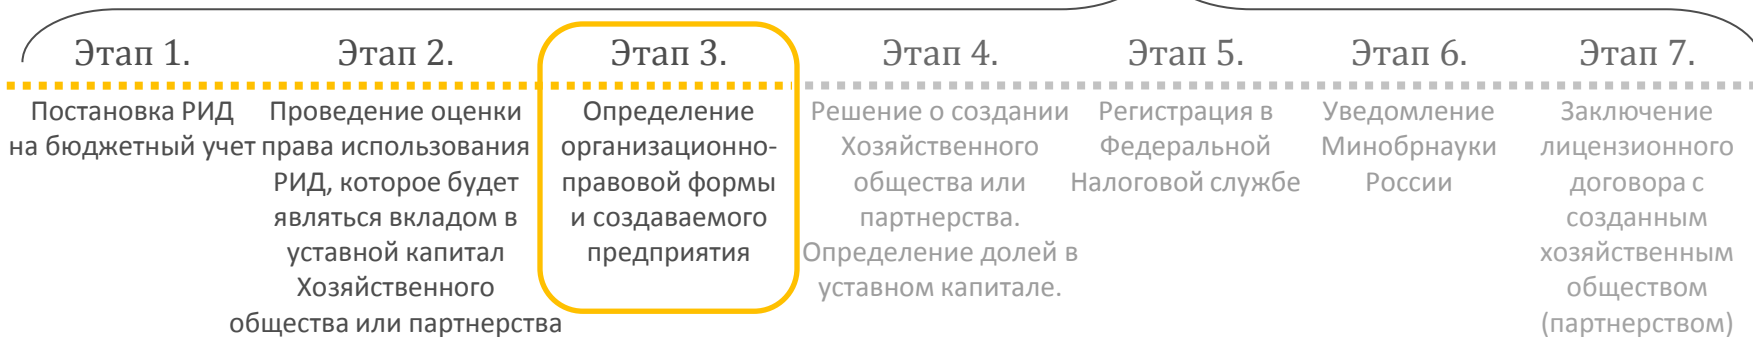 Этап 1.
Постановка РИД
на бюджетный учет
Этап 2.
Проведение оценки
права использования
РИД, которое будет
являться вкладом в
уставной капитал
Хозяйственного
общества или партнерства
Этап 3.
Определение
организационно-
правовой формы
и создаваемого
предприятия
Этап 4.
Решение о создании
Хозяйственного
общества или
партнерства.
Определение долей в
уставном капитале.
Этап 5.
Регистрация в
Федеральной
Налоговой службе
Этап 6.
Уведомление
Минобрнауки
России
Этап 7.
Заключение
лицензионного
договора с
созданным
хозяйственным
обществом
(партнерством)